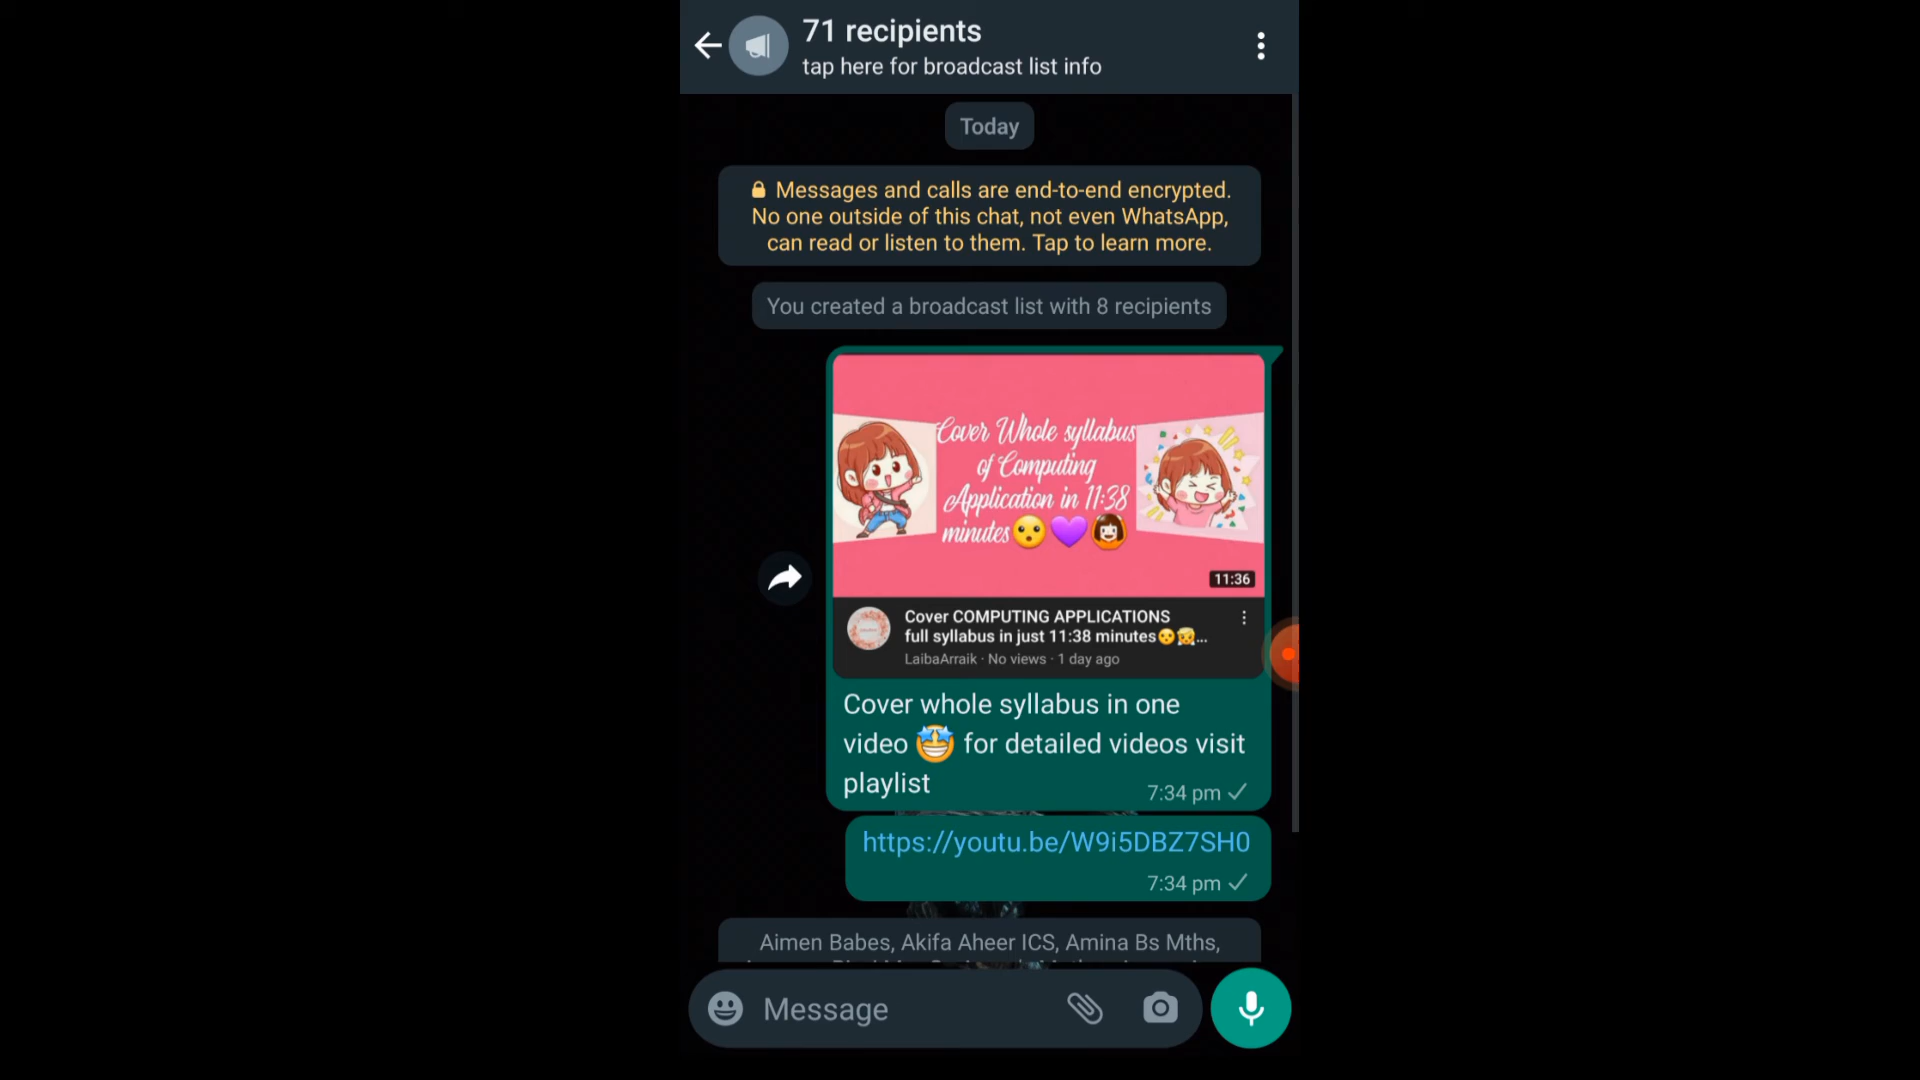 71 recipients
tap here for broadcast list info
Today
Messages and calls are end-to-end encrypted.
No one outside of this chat, not even WhatsApp,
can read or listen to them. Tap to learn more.
You created a broadcast list with 8 recipients
Cover Whole syllabus
of Computing
Application in 11:38
minutes😮💜🙆
11:36
Cover COMPUTING APPLICATIONS
full syllabus in just 11:38 minutes😯👼...
LaibaArraik · No views · 1 day ago
Cover whole syllabus in one
video 🤩 for detailed videos visit
playlist
7:34 pm ✓
https://youtu.be/W9i5DBZ7SH0
7:34 pm ✓
Aimen Babes, Akifa Aheer ICS, Amina Bs Mths,
Message